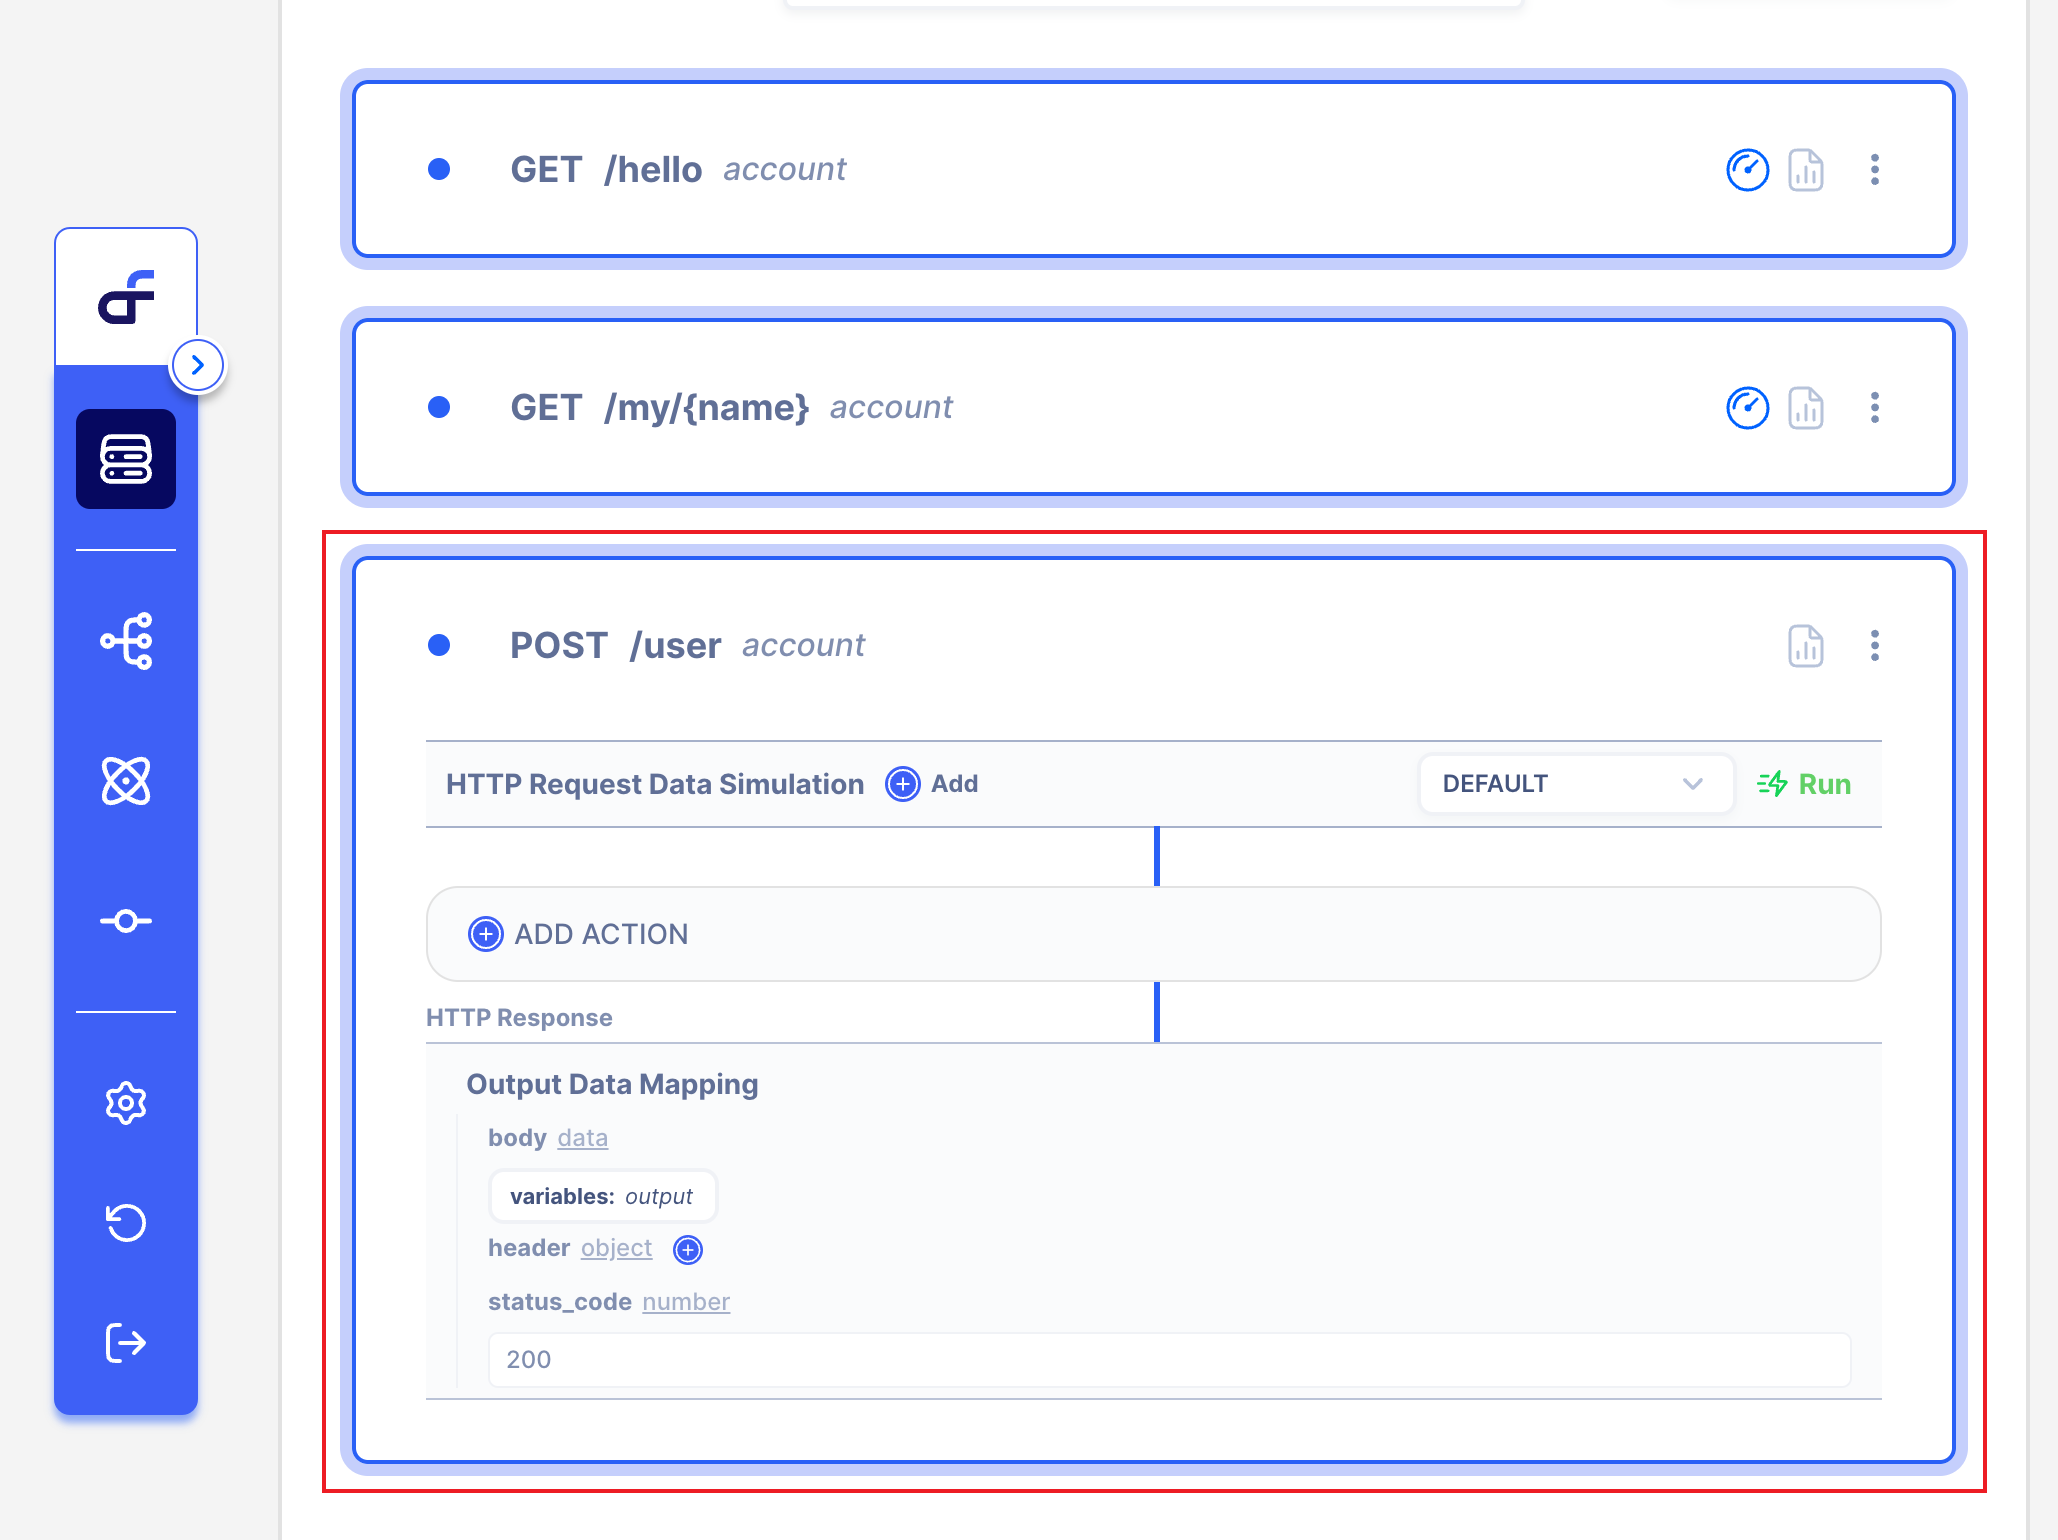 GET /hello account
GET /my/{name} account
POST /user account
HTTP Request Data Simulation Add DEFAULT Run
ADD ACTION
HTTP Response
Output Data Mapping
body data
variables: output
header object
status_code number
200